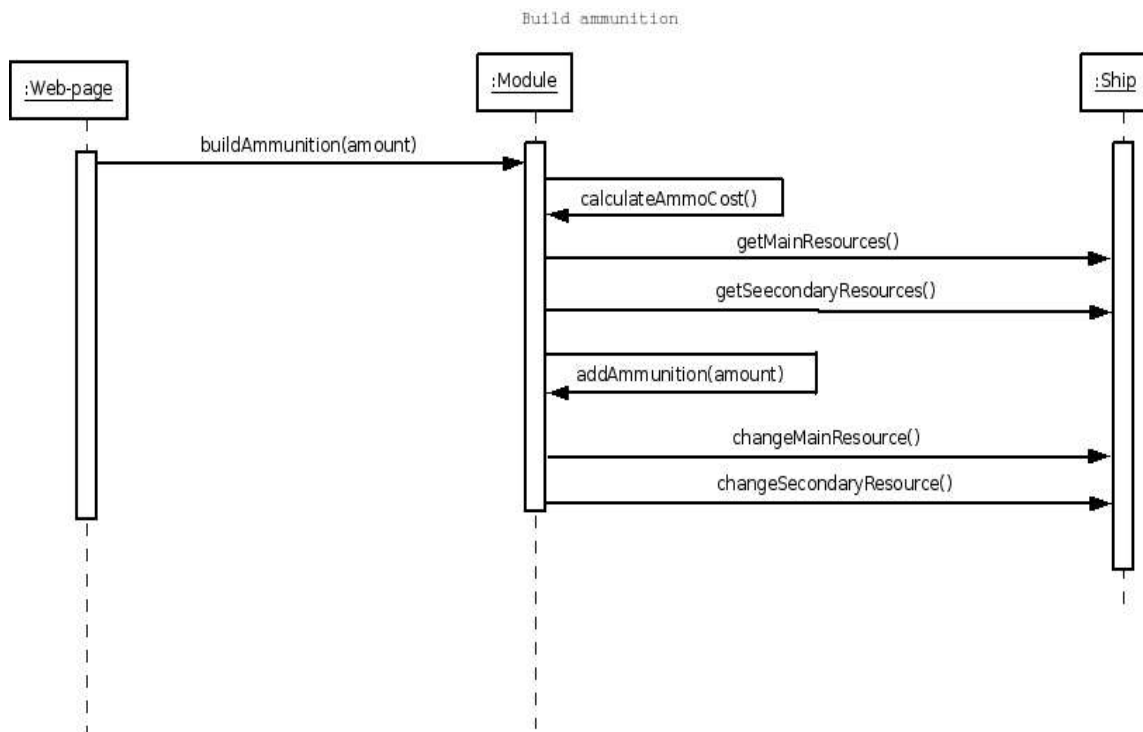 Build ammunition
:Web-page
:Module
:Ship
buildAmmunition(amount)
calculateAmmoCost()
getMainResources()
getSeecondaryResources()
addAmmunition(amount)
changeMainResource()
changeSecondaryResource()